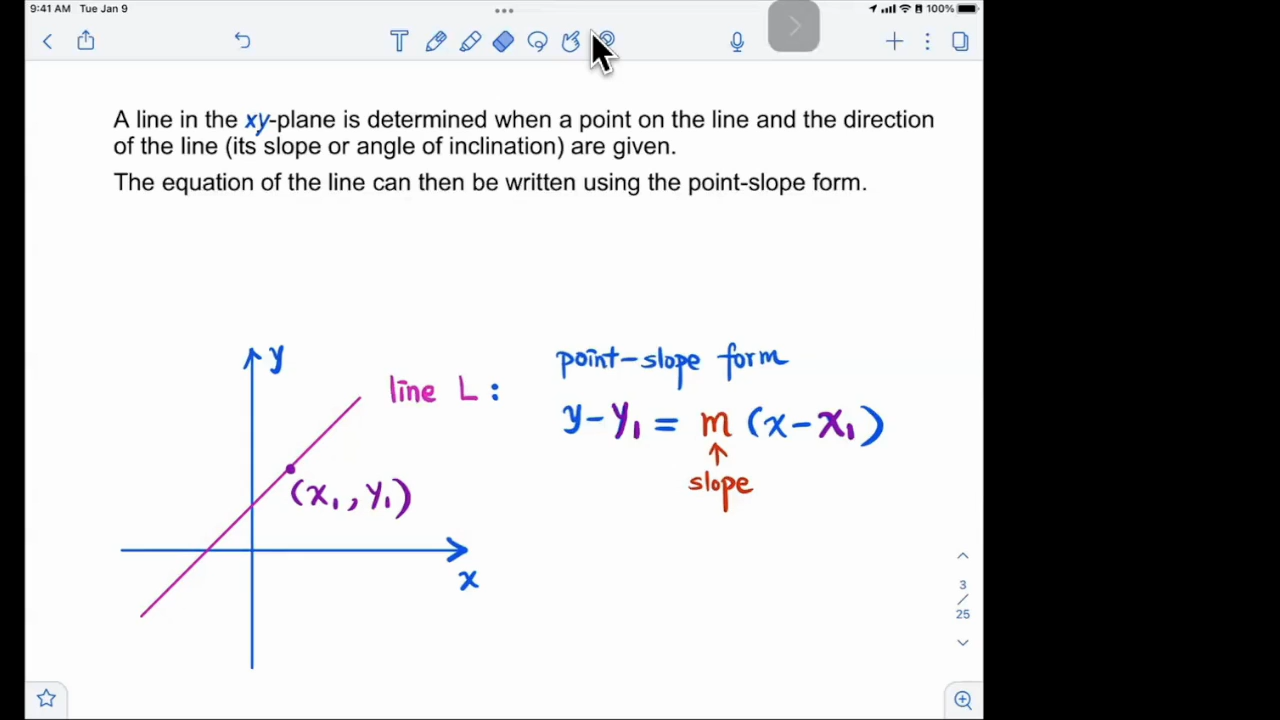 9:41 AM Tue Jan 9
100%
A line in the xy-plane is determined when a point on the line and the direction
of the line (its slope or angle of inclination) are given.
The equation of the line can then be written using the point-slope form.
y
line L :
(x₁, y₁)
x
point-slope form
y - y₁ = m (x - x₁)
↑
slope
3
/
25